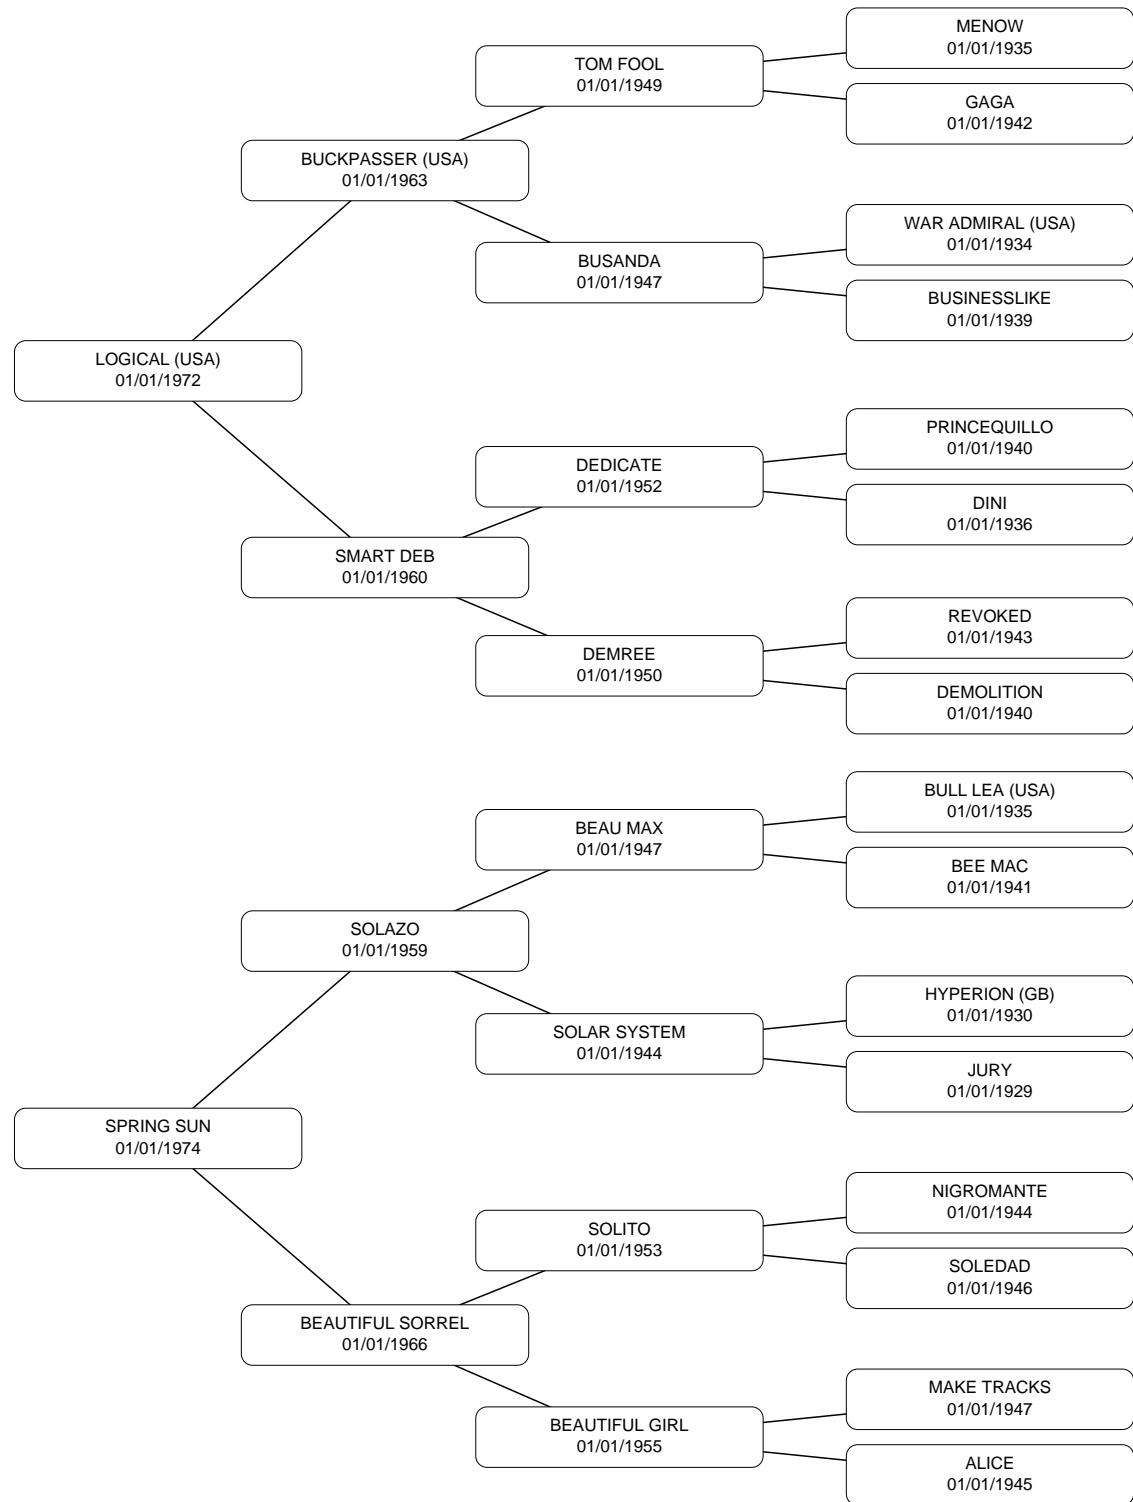 MENOW
01/01/1935
TOM FOOL
01/01/1949
GAGA
01/01/1942
BUCKPASSER (USA)
01/01/1963
WAR ADMIRAL (USA)
01/01/1934
BUSANDA
01/01/1947
BUSINESSLIKE
01/01/1939
LOGICAL (USA)
01/01/1972
PRINCEQUILLO
01/01/1940
DEDICATE
01/01/1952
DINI
01/01/1936
SMART DEB
01/01/1960
REVOKED
01/01/1943
DEMREE
01/01/1950
DEMOLITION
01/01/1940
BULL LEA (USA)
01/01/1935
BEAU MAX
01/01/1947
BEE MAC
01/01/1941
SOLAZO
01/01/1959
HYPERION (GB)
01/01/1930
SOLAR SYSTEM
01/01/1944
JURY
01/01/1929
SPRING SUN
01/01/1974
NIGROMANTE
01/01/1944
SOLITO
01/01/1953
SOLEDAD
01/01/1946
BEAUTIFUL SORREL
01/01/1966
MAKE TRACKS
01/01/1947
BEAUTIFUL GIRL
01/01/1955
ALICE
01/01/1945